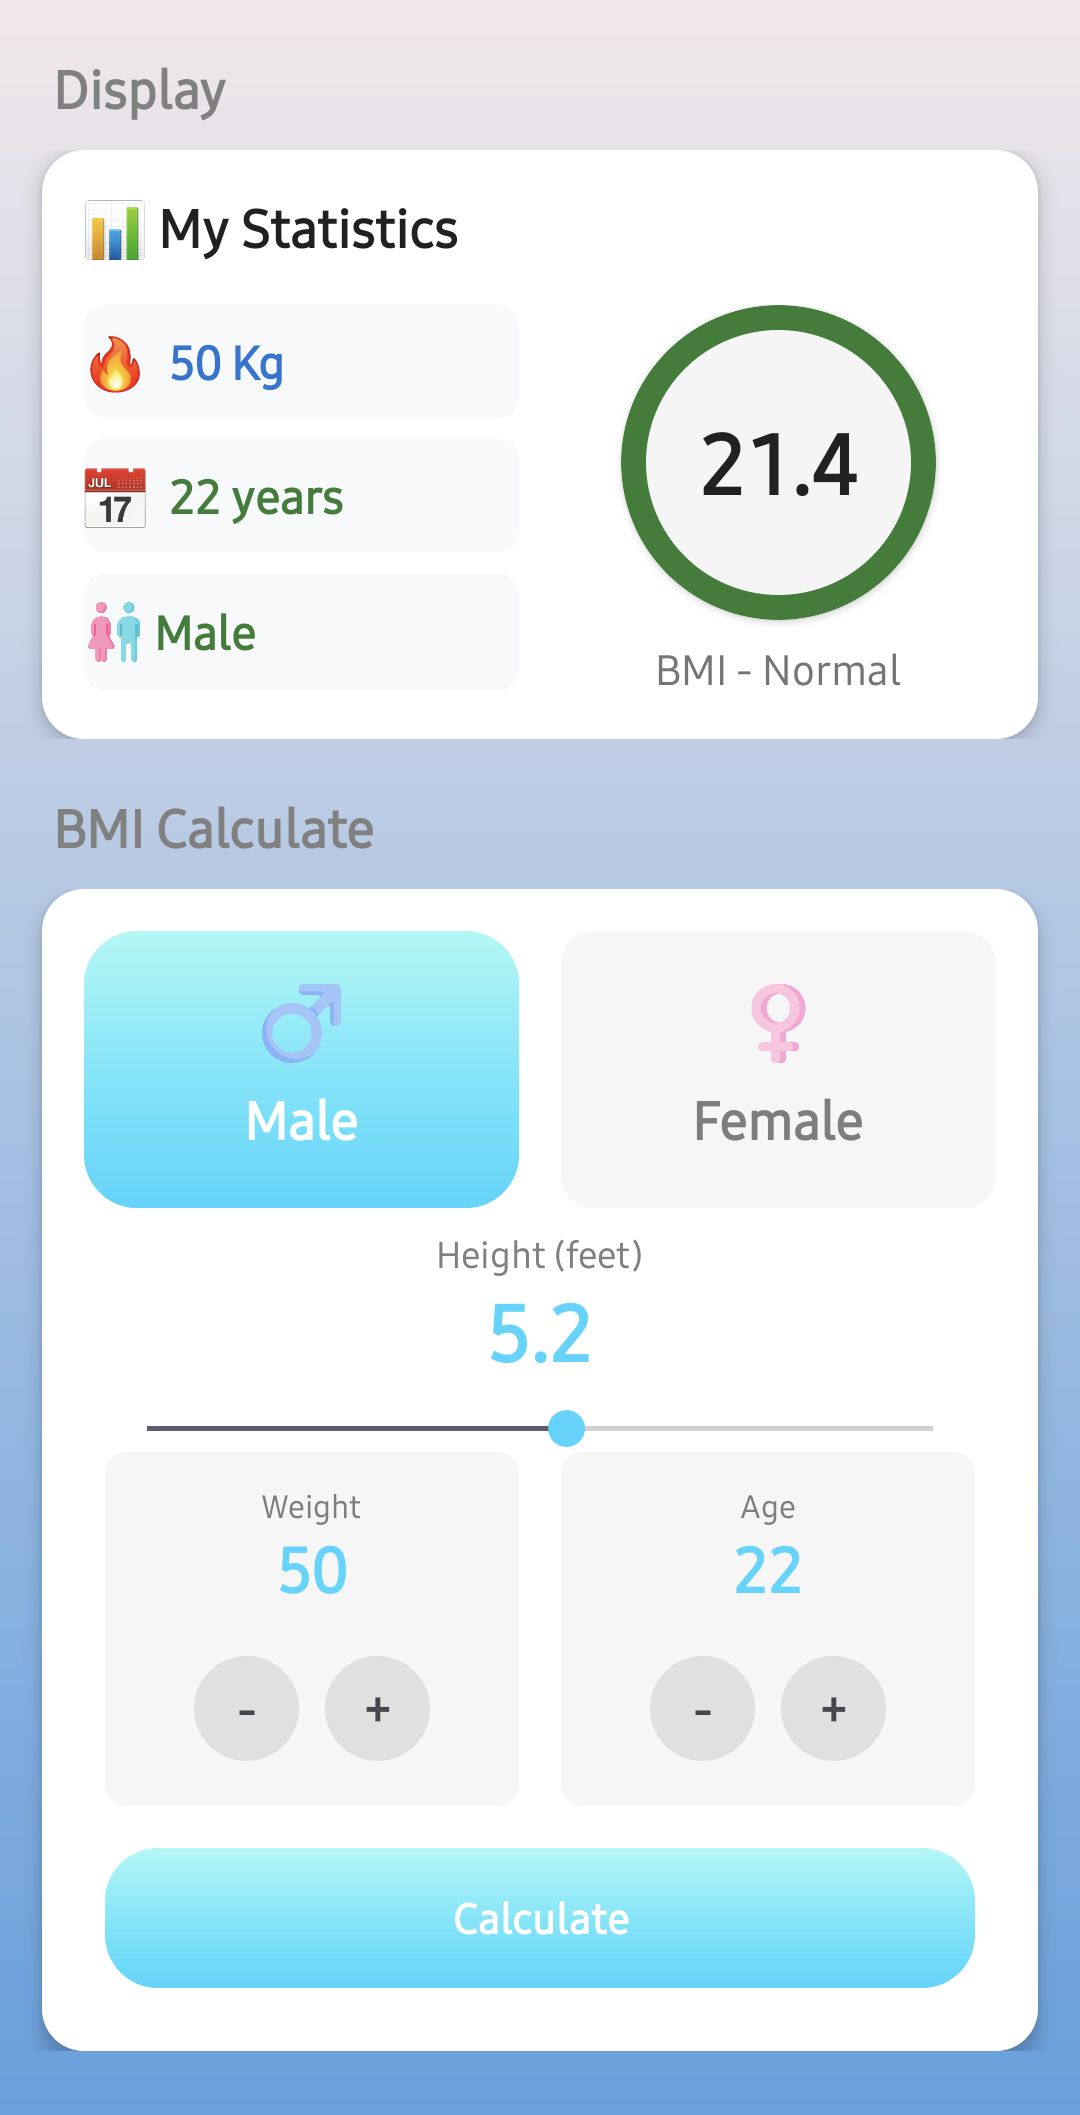 Display
My Statistics
50 Kg
JUL
17
22 years
Male
21.4
BMI - Normal
BMI Calculate
Male
Female
Height (feet)
5.2
Weight
50
- +
Age
22
- +
Calculate